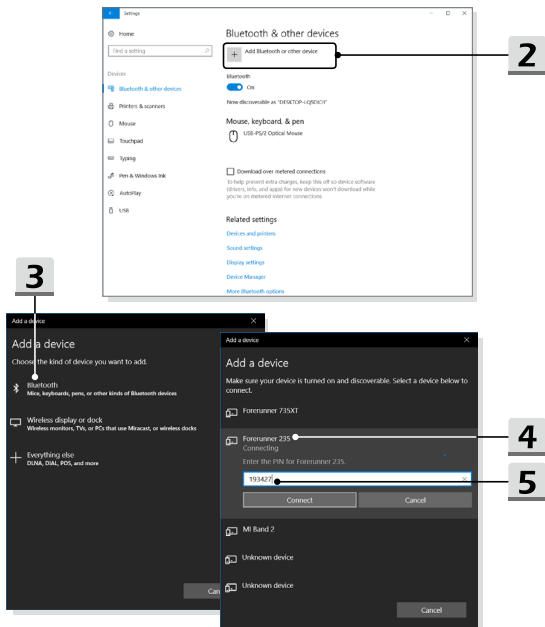 Settings
Home
Bluetooth & other devices
Find a setting
Add Bluetooth or other device
2
Devices
Bluetooth
Bluetooth & other devices
On
Printers & scanners
Now discoverable as "DESKTOP-LQSDICJ"
Mouse
Mouse, keyboard, & pen
USB-PS/2 Optical Mouse
Touchpad
Typing
Pen & Windows Ink
Download over metered connections
To help prevent extra charges, keep this off so device software
(drivers, info, and apps) for new devices won't download while
you're on metered Internet connections.
AutoPlay
USB
Related settings
Devices and printers
Sound settings
Display settings
Device Manager
More Bluetooth options
3
Add a device
Add a device
Choose the kind of device you want to add.
Bluetooth
Mice, keyboards, pens, or other kinds of Bluetooth devices
Wireless display or dock
Wireless monitors, TVs, or PCs that use Miracast, or wireless docks
Everything else
DLNA, DIAL, POS, and more
Can
Add a device
Add a device
Make sure your device is turned on and discoverable. Select a device below to
connect.
Forerunner 735XT
Forerunner 235
4
Connecting
Enter the PIN for Forerunner 235.
193427
5
Connect
Cancel
MI Band 2
Unknown device
Unknown device
Cancel